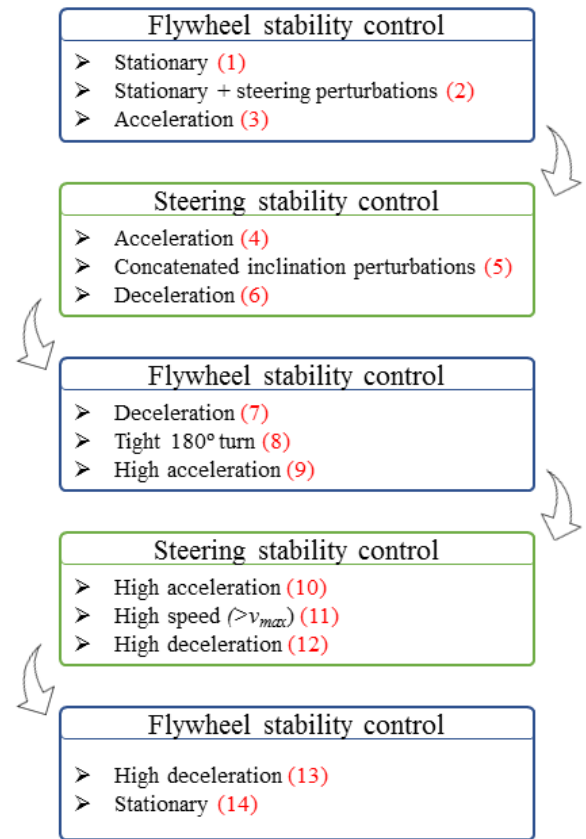 Flywheel stability control
➤ Stationary (1)
➤ Stationary + steering perturbations (2)
➤ Acceleration (3)
Steering stability control
➤ Acceleration (4)
➤ Concatenated inclination perturbations (5)
➤ Deceleration (6)
Flywheel stability control
➤ Deceleration (7)
➤ Tight 180º turn (8)
➤ High acceleration (9)
Steering stability control
➤ High acceleration (10)
➤ High speed (>vmax) (11)
➤ High deceleration (12)
Flywheel stability control
➤ High deceleration (13)
➤ Stationary (14)